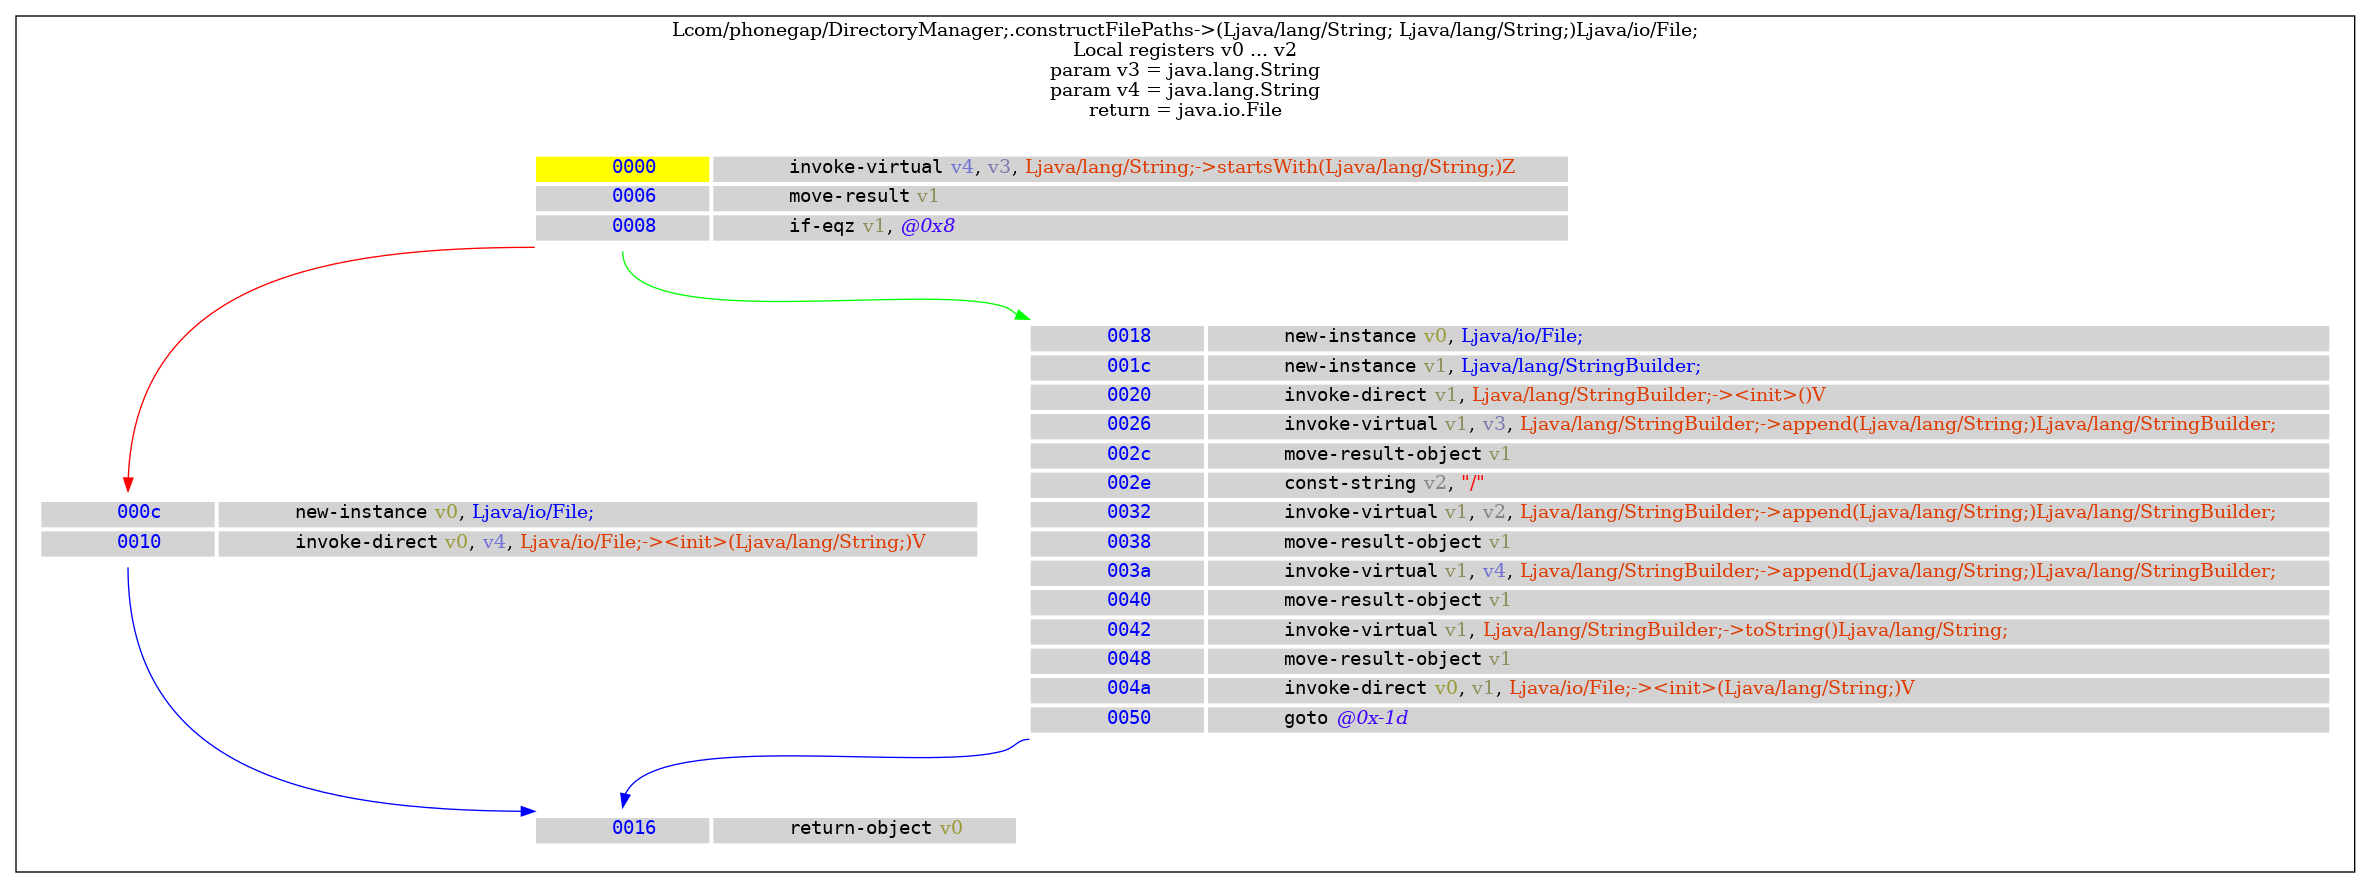 Lcom/phonegap/DirectoryManager;.constructFilePaths->(Ljava/lang/String; Ljava/lang/String;)Ljava/io/File;
Local registers v0 ... v2
param v3 = java.lang.String
param v4 = java.lang.String
return = java.io.File
0000 invoke-virtual v4, v3, Ljava/lang/String;->startsWith(Ljava/lang/String;)Z
0006 move-result v1
0008 if-eqz v1, @0x8
0018 new-instance v0, Ljava/io/File;
001c new-instance v1, Ljava/lang/StringBuilder;
0020 invoke-direct v1, Ljava/lang/StringBuilder;-><init>()V
0026 invoke-virtual v1, v3, Ljava/lang/StringBuilder;->append(Ljava/lang/String;)Ljava/lang/StringBuilder;
002c move-result-object v1
002e const-string v2, "/"
0032 invoke-virtual v1, v2, Ljava/lang/StringBuilder;->append(Ljava/lang/String;)Ljava/lang/StringBuilder;
0038 move-result-object v1
003a invoke-virtual v1, v4, Ljava/lang/StringBuilder;->append(Ljava/lang/String;)Ljava/lang/StringBuilder;
0040 move-result-object v1
0042 invoke-virtual v1, Ljava/lang/StringBuilder;->toString()Ljava/lang/String;
0048 move-result-object v1
004a invoke-direct v0, v1, Ljava/io/File;-><init>(Ljava/lang/String;)V
0050 goto @0x-1d
000c new-instance v0, Ljava/io/File;
0010 invoke-direct v0, v4, Ljava/io/File;-><init>(Ljava/lang/String;)V
0016 return-object v0